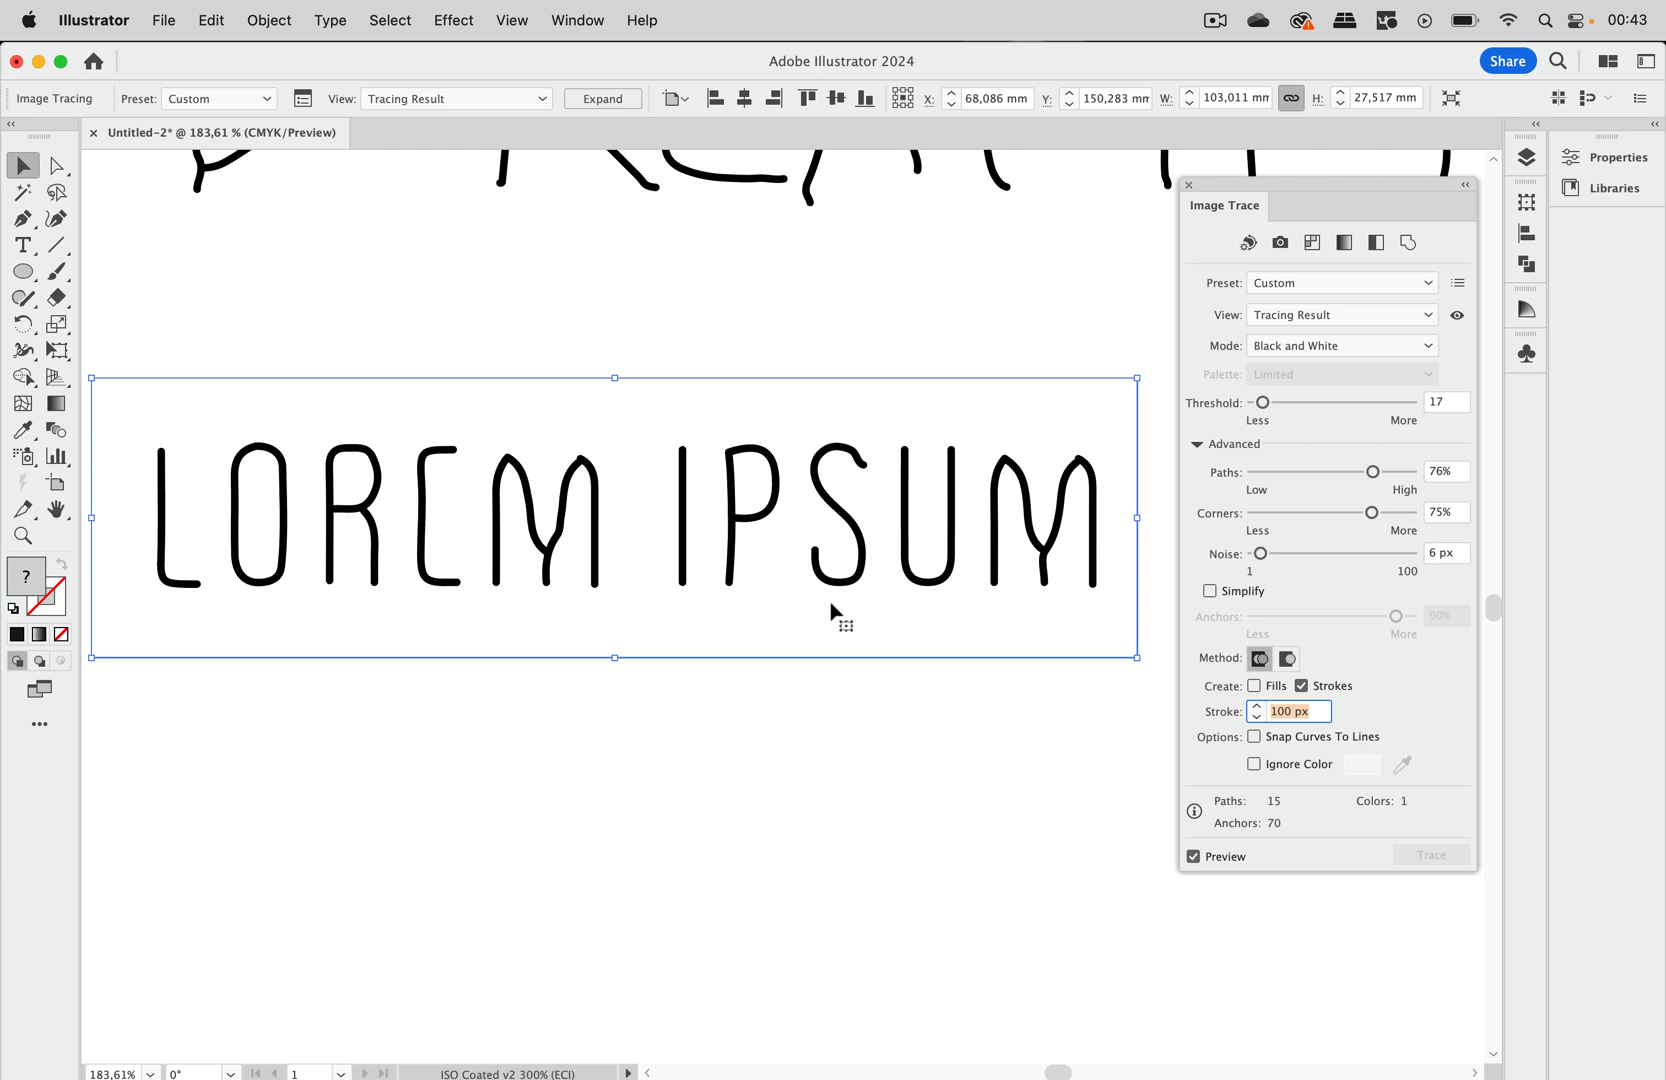 Illustrator File Edit Object Type Select Effect View Window Help 00:43
Adobe Illustrator 2024 Share
Image Tracing Preset: Custom View: Tracing Result Expand X: 68,086 mm Y: 150,283 mm W: 103,011 mm H: 27,517 mm
Untitled-2* @ 183,61 % (CMYK/Preview)
Properties
Libraries
Image Trace
Preset: Custom
View: Tracing Result
Mode: Black and White
Palette: Limited
Threshold: 17
Less More
Advanced
Paths: 76%
Low High
Corners: 75%
Less More
Noise: 6 px
1 100
Simplify
Anchors: 90%
Less More
Method:
Create: Fills Strokes
Stroke: 100 px
Options: Snap Curves To Lines
Ignore Color
Paths: 15 Colors: 1
Anchors: 70
Preview Trace
LOREM IPSUM
?
183,61% 0° 1 ISO Coated v2 300% (ECI)